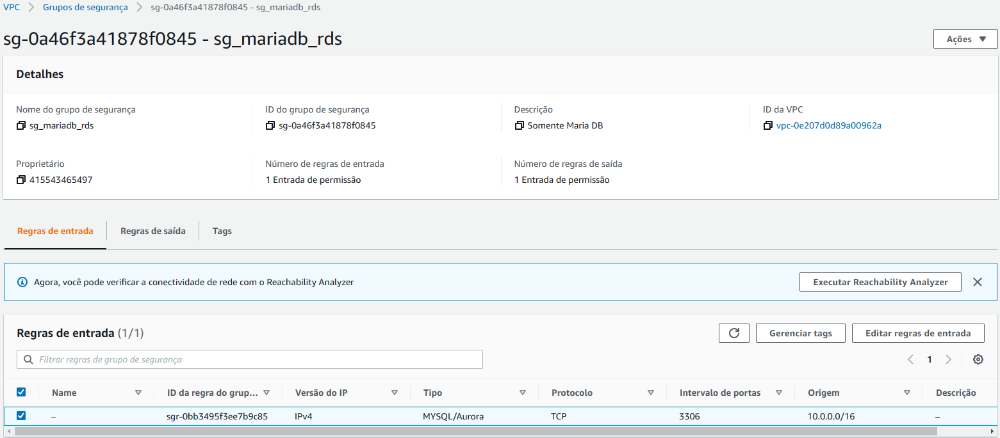 VPC > Grupos de segurança > sg-0a46f3a41878f0845 - sg_mariadb_rds
sg-0a46f3a41878f0845 - sg_mariadb_rds
Ações
Detalhes
Nome do grupo de segurança
sg_mariadb_rds
ID do grupo de segurança
sg-0a46f3a41878f0845
Descrição
Somente Maria DB
ID da VPC
vpc-0e207d0d89a00962a
Proprietário
415543465497
Número de regras de entrada
1 Entrada de permissão
Número de regras de saída
1 Entrada de permissão
Regras de entrada
Regras de saída
Tags
Agora, você pode verificar a conectividade de rede com o Reachability Analyzer
Executar Reachability Analyzer
Regras de entrada (1/1)
Gerenciar tags
Editar regras de entrada
Filtrar regras de grupo de segurança
1
Name ID da regra do grup... Versão do IP Tipo Protocolo Intervalo de portas Origem Descrição
– sgr-0bb3495f3ee7b9c85 IPv4 MYSQL/Aurora TCP 3306 10.0.0.0/16 –